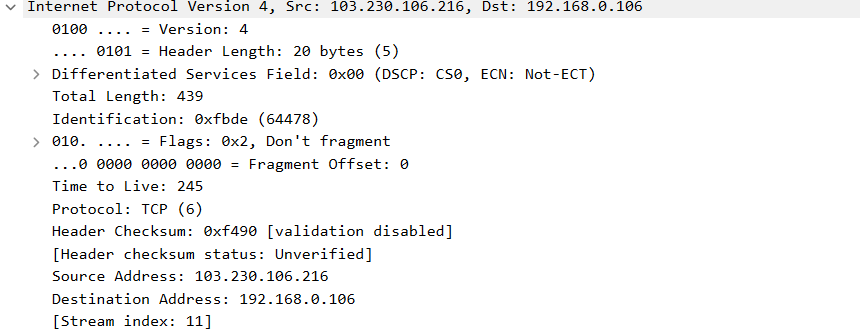 Internet Protocol Version 4, Src: 103.230.106.216, Dst: 192.168.0.106
0100 .... = Version: 4
.... 0101 = Header Length: 20 bytes (5)
Differentiated Services Field: 0x00 (DSCP: CS0, ECN: Not-ECT)
Total Length: 439
Identification: 0xfbde (64478)
010. .... = Flags: 0x2, Don't fragment
...0 0000 0000 0000 = Fragment Offset: 0
Time to Live: 245
Protocol: TCP (6)
Header Checksum: 0xf490 [validation disabled]
[Header checksum status: Unverified]
Source Address: 103.230.106.216
Destination Address: 192.168.0.106
[Stream index: 11]